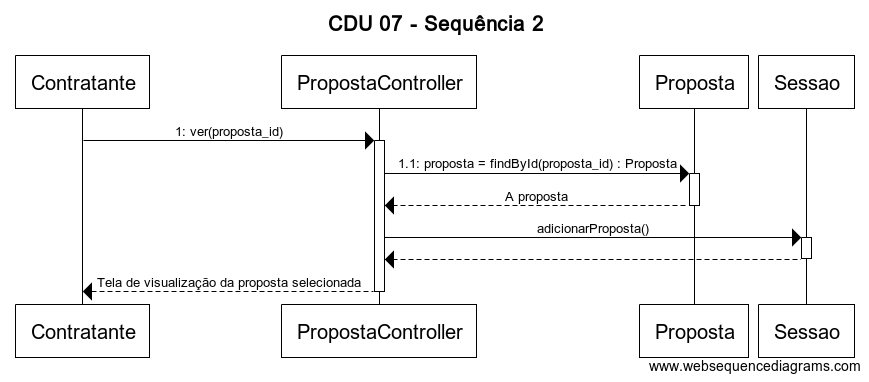 CDU 07 - Sequência 2
Contratante
PropostaController
Proposta
Sessao
1: ver(proposta_id)
1.1: proposta = findById(proposta_id) : Proposta
A proposta
adicionarProposta()
Tela de visualização da proposta selecionada
Contratante
PropostaController
Proposta
Sessao
www.websequencediagrams.com